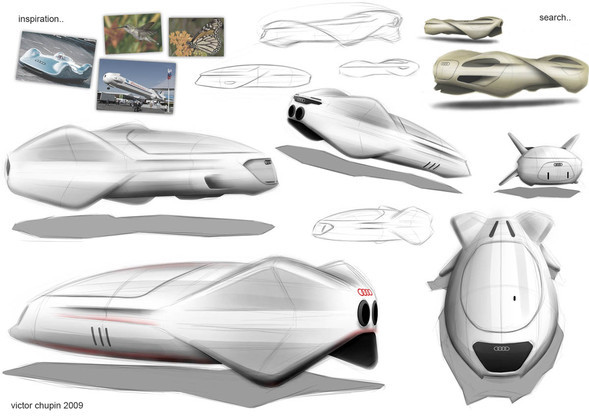 inspiration..
search..
victor chupin 2009